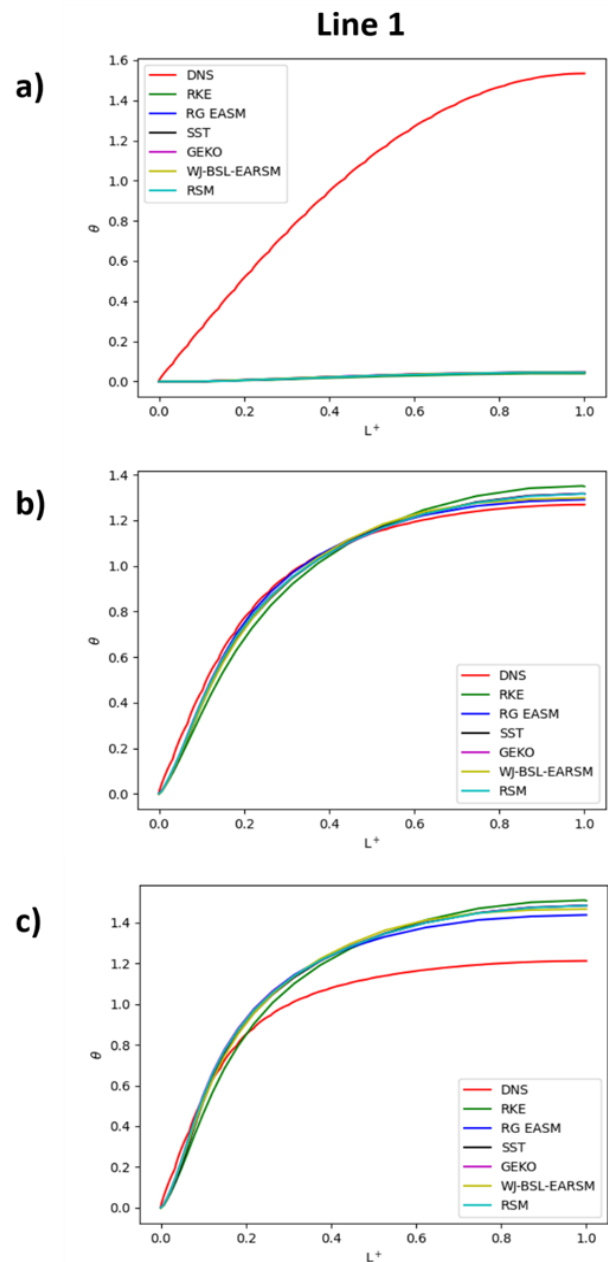 Line 1
a)
1.6
1.4
1.2
1.0
0.8
0.6
0.4
0.2
0.0
θ
DNS
RKE
RG EASM
SST
GEKO
WJ-BSL-EARSM
RSM
0.0 0.2 0.4 0.6 0.8 1.0
L+
b)
1.4
1.2
1.0
0.8
0.6
0.4
0.2
0.0
θ
DNS
RKE
RG EASM
SST
GEKO
WJ-BSL-EARSM
RSM
0.0 0.2 0.4 0.6 0.8 1.0
L+
c)
1.4
1.2
1.0
0.8
0.6
0.4
0.2
0.0
θ
DNS
RKE
RG EASM
SST
GEKO
WJ-BSL-EARSM
RSM
0.0 0.2 0.4 0.6 0.8 1.0
L+